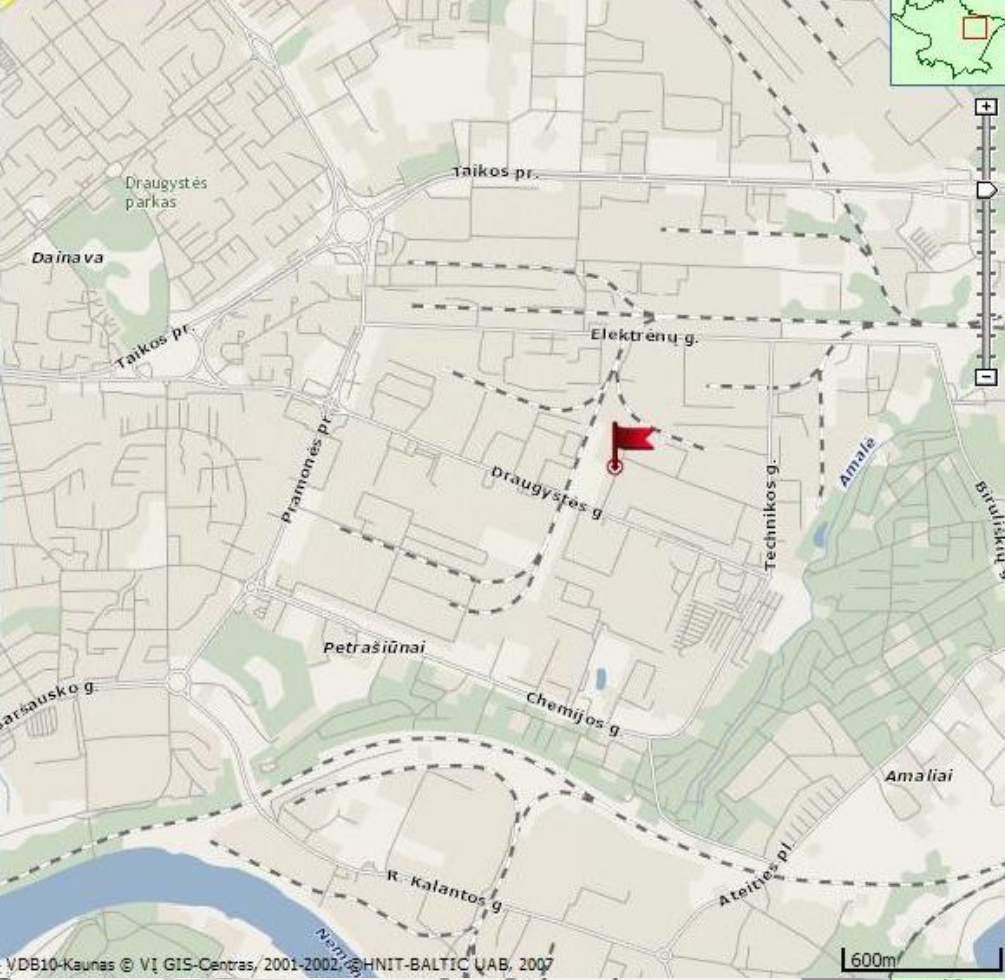 Taikos pr.
Draugystės
parkas
Dainava
Elektrėnų g.
Taikos pr.
Pramonės pr.
Amalė
Draugystės g
Technikos g.
Petrašiūnai
Chemijos g
Amaliai
R. Kalantos g
Ateities pl.
VDB10-Kaunas © VĮ GIS-Centras, 2001-2002, © HNIT-BALTIC UAB, 2007
600m